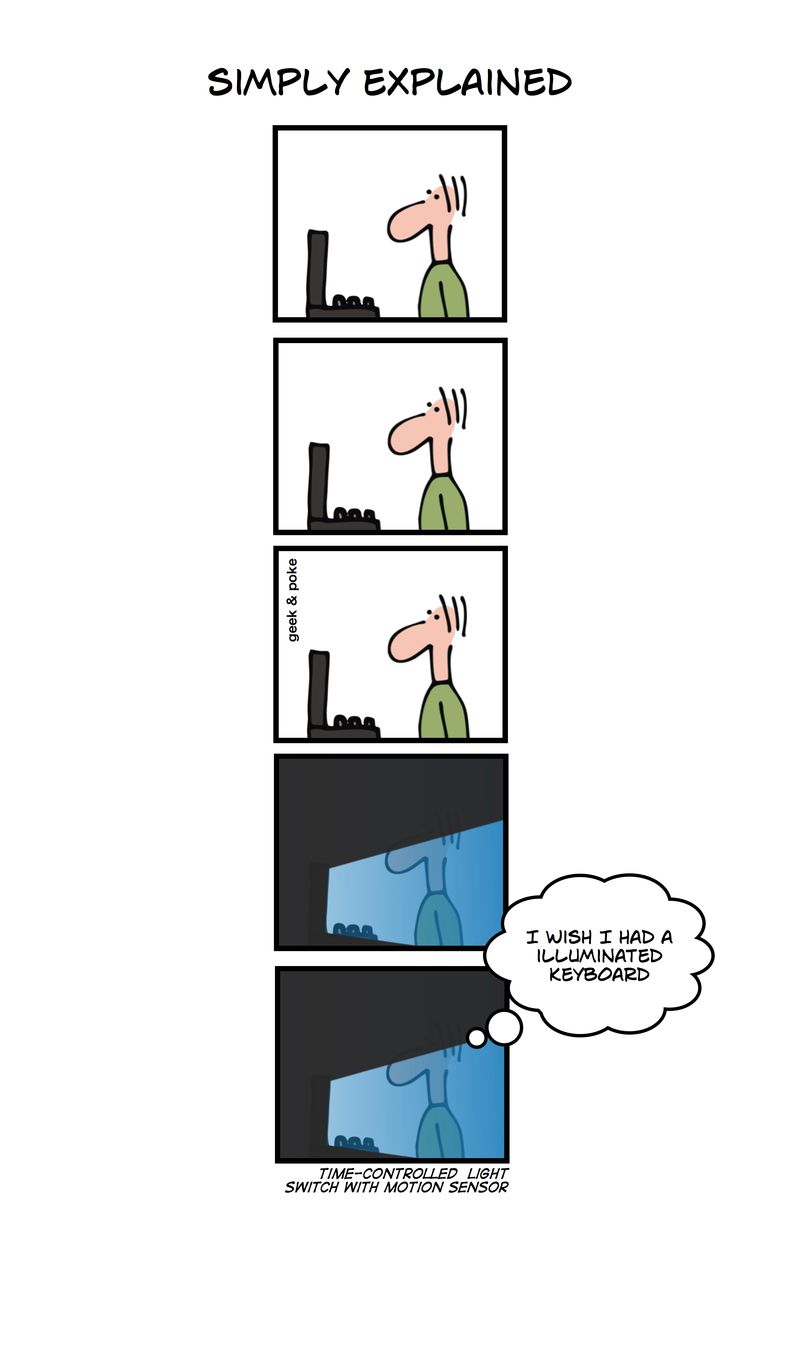 SIMPLY EXPLAINED
geek & poke
I WISH I HAD A
ILLUMINATED
KEYBOARD
TIME-CONTROLLED LIGHT
SWITCH WITH MOTION SENSOR